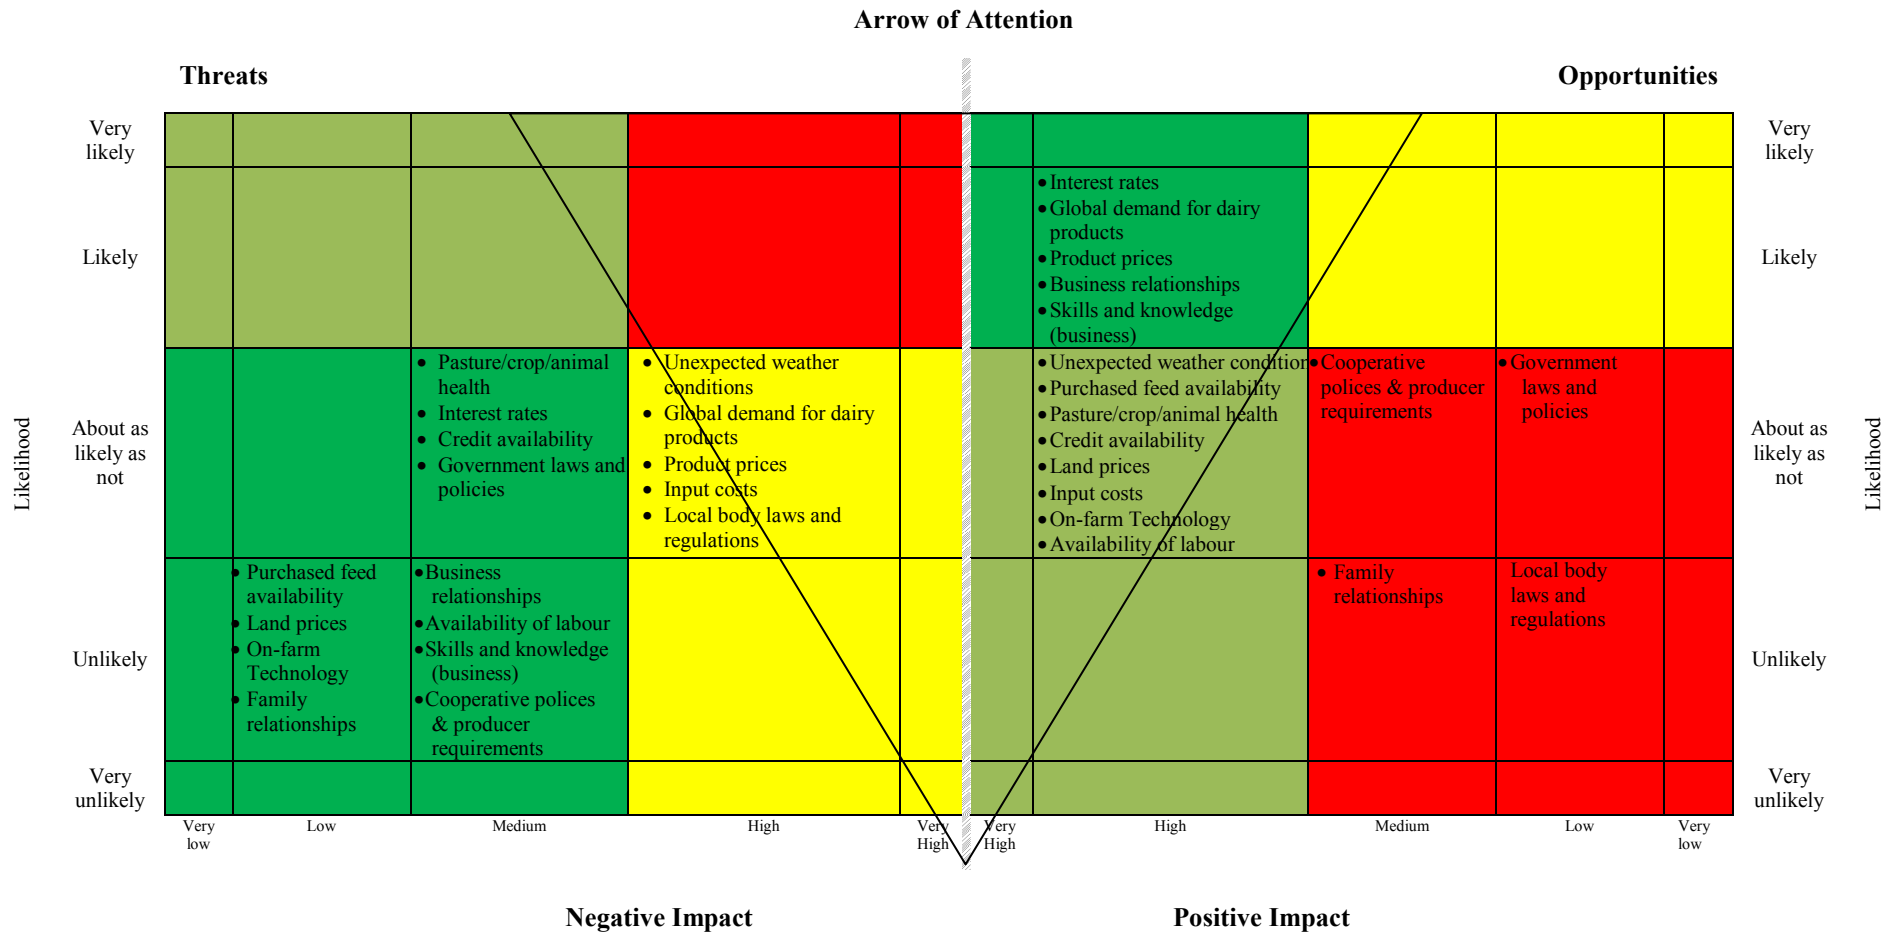 Arrow of Attention
Threats
Opportunities
Very
likely
Likely
About as
likely as
not
Unlikely
Very
unlikely
Likelihood
• Pasture/crop/animal
health
• Interest rates
• Credit availability
• Government laws and
policies
• Unexpected weather
conditions
• Global demand for dairy
products
• Product prices
• Input costs
• Local body laws and
regulations
• Purchased feed
availability
• Land prices
• On-farm
Technology
• Family
relationships
• Business
relationships
• Availability of labour
• Skills and knowledge
(business)
• Cooperative polices
& producer
requirements
• Interest rates
• Global demand for dairy
products
• Product prices
• Business relationships
• Skills and knowledge
(business)
• Unexpected weather condition
• Purchased feed availability
• Pasture/crop/animal health
• Credit availability
• Land prices
• Input costs
• On-farm Technology
• Availability of labour
• Cooperative
polices & producer
requirements
• Government
laws and
policies
• Family
relationships
Local body
laws and
regulations
Very
likely
Likely
About as
likely as
not
Unlikely
Very
unlikely
Likelihood
Very
low
Low
Medium
High
Very
High
Very
High
High
Medium
Low
Very
low
Negative Impact
Positive Impact